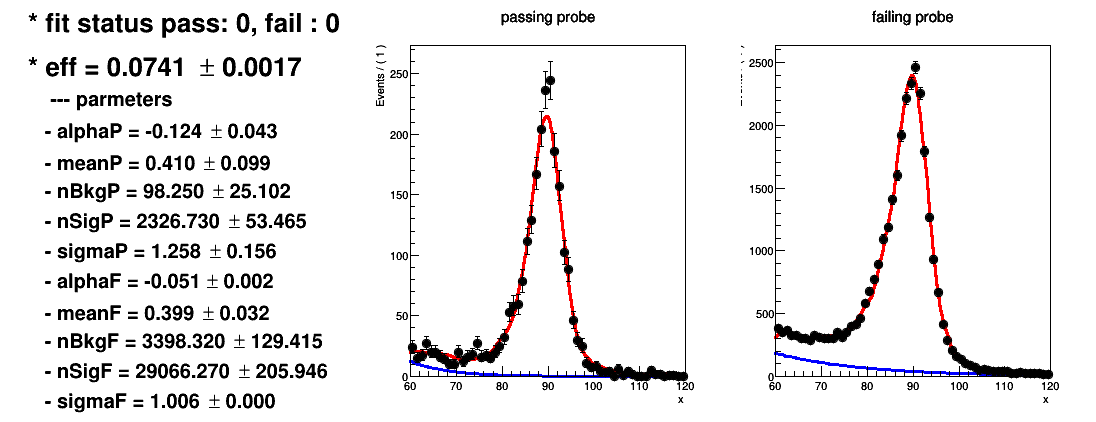 * fit status pass: 0, fail : 0
* eff = 0.0741 ± 0.0017
--- parmeters
- alphaP = -0.124 ± 0.043
- meanP = 0.410 ± 0.099
- nBkgP = 98.250 ± 25.102
- nSigP = 2326.730 ± 53.465
- sigmaP = 1.258 ± 0.156
- alphaF = -0.051 ± 0.002
- meanF = 0.399 ± 0.032
- nBkgF = 3398.320 ± 129.415
- nSigF = 29066.270 ± 205.946
- sigmaF = 1.006 ± 0.000
passing probe
Events / ( 1 )
250
200
150
100
50
0
60 70 80 90 100 110 120
x
failing probe
2500
2000
1500
1000
500
0
60 70 80 90 100 110 120
x